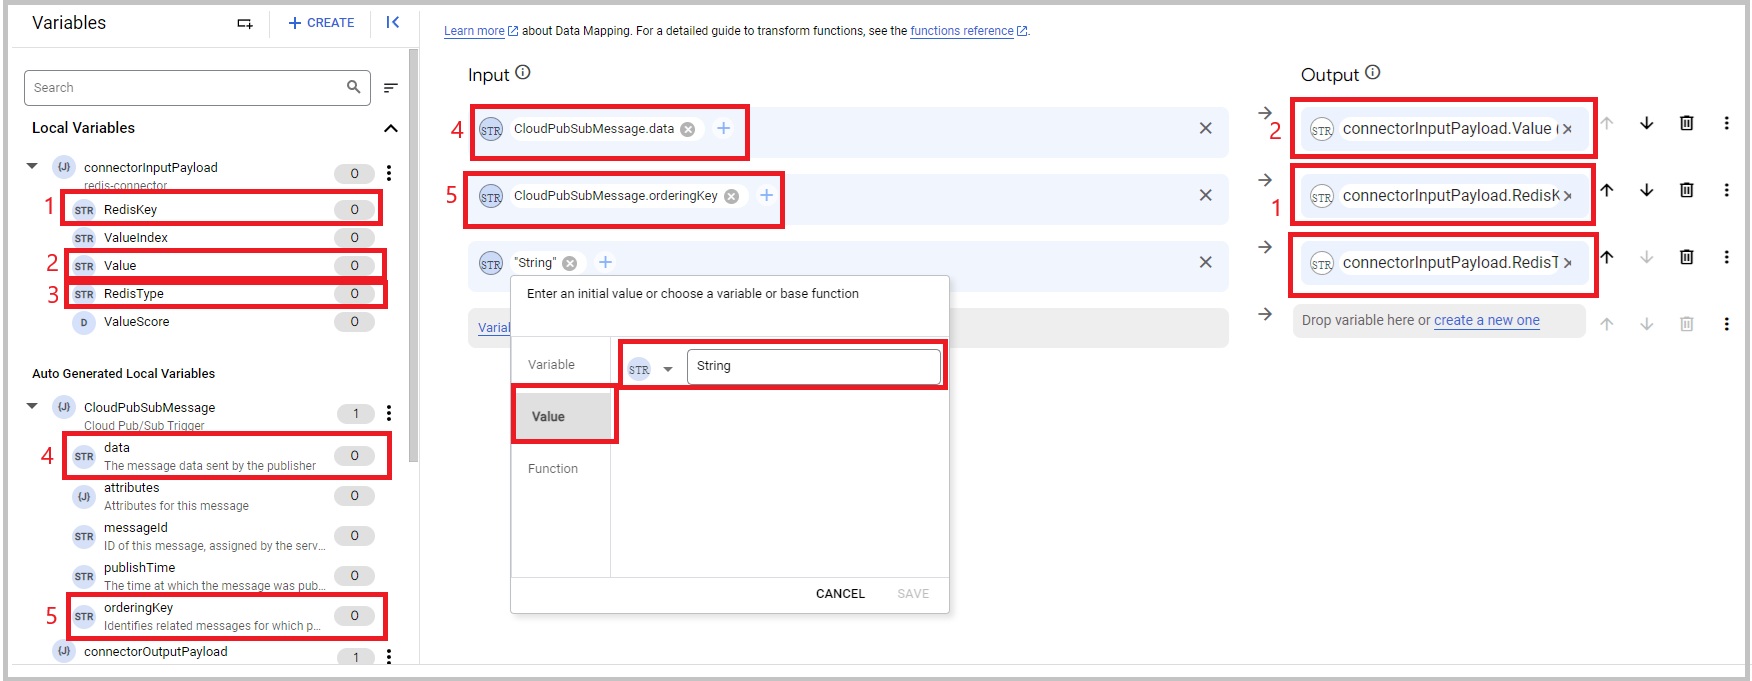 Variables
CREATE
Search
Local Variables
{J} connectorInputPayload 0
redis-connector
1 STR RedisKey 0
STR ValueIndex 0
2 STR Value 0
3 STR RedisType 0
D ValueScore 0
Auto Generated Local Variables
{J} CloudPubSubMessage 1
Cloud Pub/Sub Trigger
4 STR data 0
The message data sent by the publisher
{J} attributes 0
Attributes for this message
STR messageId 0
ID of this message, assigned by the serv...
STR publishTime 0
The time at which the message was pub...
5 STR orderingKey 0
Identifies related messages for which p...
{J} connectorOutputPayload 1
Learn more about Data Mapping. For a detailed guide to transform functions, see the functions reference.
Input
Output
4 STR CloudPubSubMessage.data
2 STR connectorInputPayload.Value (
5 STR CloudPubSubMessage.orderingKey
1 STR connectorInputPayload.RedisK
STR "String"
STR connectorInputPayload.RedisT
Drop variable here or create a new one
Enter an initial value or choose a variable or base function
Variable
STR String
Value
Function
CANCEL SAVE